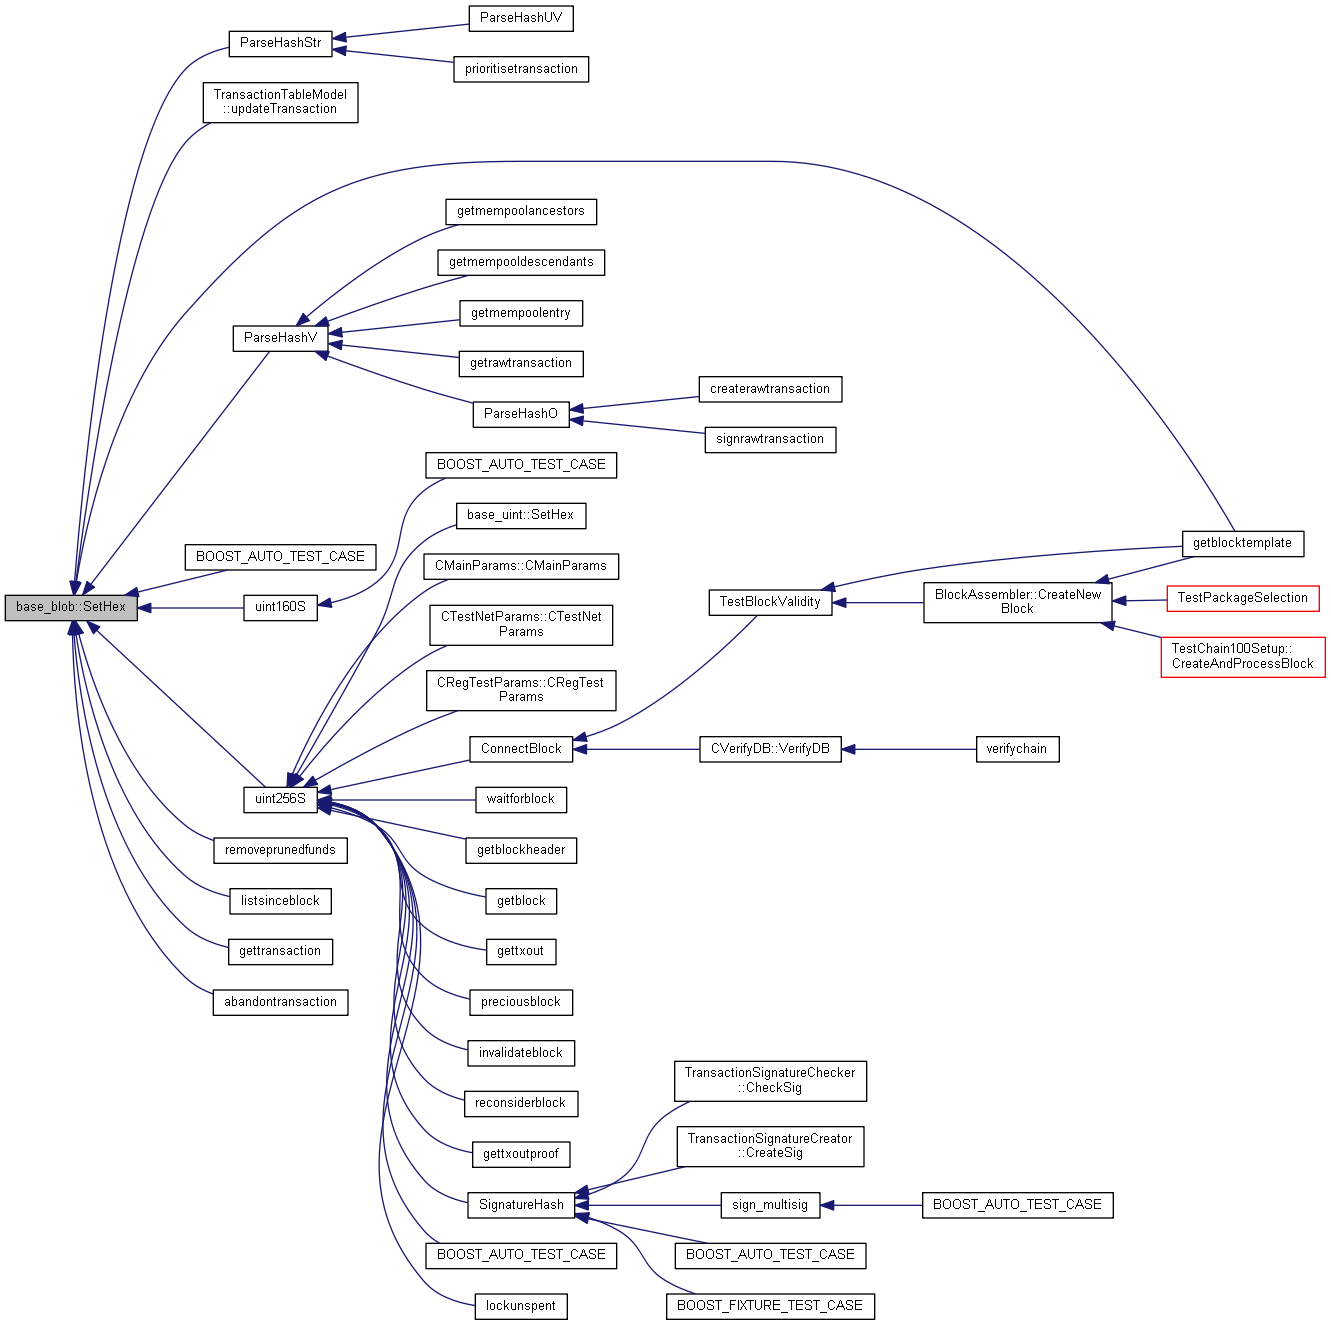 ParseHashUV
ParseHashStr
prioritisetransaction
TransactionTableModel
::updateTransaction
getmempoolancestors
getmempooldescendants
getmempoolentry
ParseHashV
getrawtransaction
createrawtransaction
ParseHashO
signrawtransaction
BOOST_AUTO_TEST_CASE
base_uint::SetHex
getblocktemplate
BOOST_AUTO_TEST_CASE
CMainParams::CMainParams
BlockAssembler::CreateNew
Block
TestPackageSelection
base_blob::SetHex
uint160S
TestBlockValidity
CTestNetParams::CTestNet
Params
TestChain100Setup::
CreateAndProcessBlock
CRegTestParams::CRegTest
Params
ConnectBlock
CVerifyDB::VerifyDB
verifychain
uint256S
waitforblock
removeprunedfunds
getblockheader
listsinceblock
getblock
gettransaction
gettxout
abandontransaction
preciousblock
invalidateblock
TransactionSignatureChecker
::CheckSig
reconsiderblock
TransactionSignatureCreator
::CreateSig
gettxoutproof
SignatureHash
sign_multisig
BOOST_AUTO_TEST_CASE
BOOST_AUTO_TEST_CASE
BOOST_AUTO_TEST_CASE
lockunspent
BOOST_FIXTURE_TEST_CASE